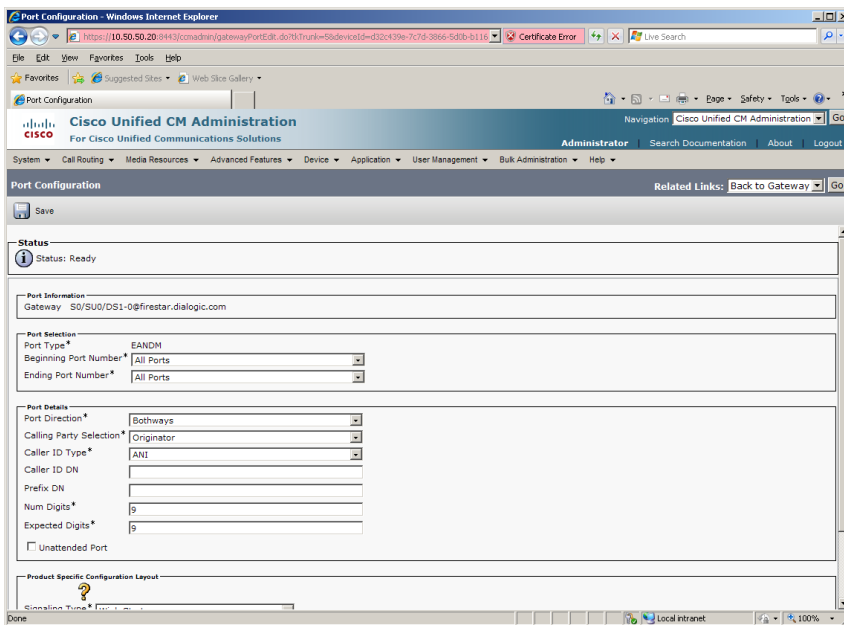 Port Configuration - Windows Internet Explorer
https://10.50.50.20:8443/ccmadmin/gatewayPortEdit.do?tkTrunk=5&deviceId=d32c439e-7c7d-3866-5d0b-b116 Certificate Error Live Search
File Edit View Favorites Tools Help
Favorites Suggested Sites Web Slice Gallery
Port Configuration Page Safety Tools
CISCO Cisco Unified CM Administration Navigation Cisco Unified CM Administration Go
For Cisco Unified Communications Solutions
Administrator | Search Documentation | About | Logout
System Call Routing Media Resources Advanced Features Device Application User Management Bulk Administration Help
Port Configuration Related Links: Back to Gateway Go
Save
Status
Status: Ready
Port Information
Gateway S0/SU0/DS1-0@firestar.dialogic.com
Port Selection
Port Type* EANDM
Beginning Port Number* All Ports
Ending Port Number* All Ports
Port Details
Port Direction* Bothways
Calling Party Selection* Originator
Caller ID Type* ANI
Caller ID DN
Prefix DN
Num Digits* 9
Expected Digits* 9
Unattended Port
Product Specific Configuration Layout
?
Signaling Type*
Done Local intranet 100%